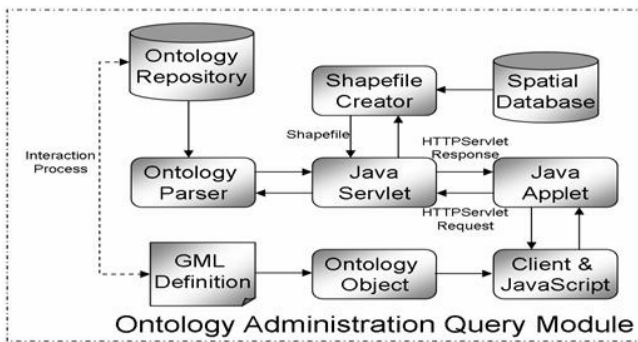 Ontology
Repository
Shapefile
Creator
Spatial
Database
Shapefile
HTTPServlet
Response
Interaction
Process
Ontology
Parser
Java
Servlet
Java
Applet
HTTPServlet
Request
GML
Definition
Ontology
Object
Client &
JavaScript
Ontology Administration Query Module